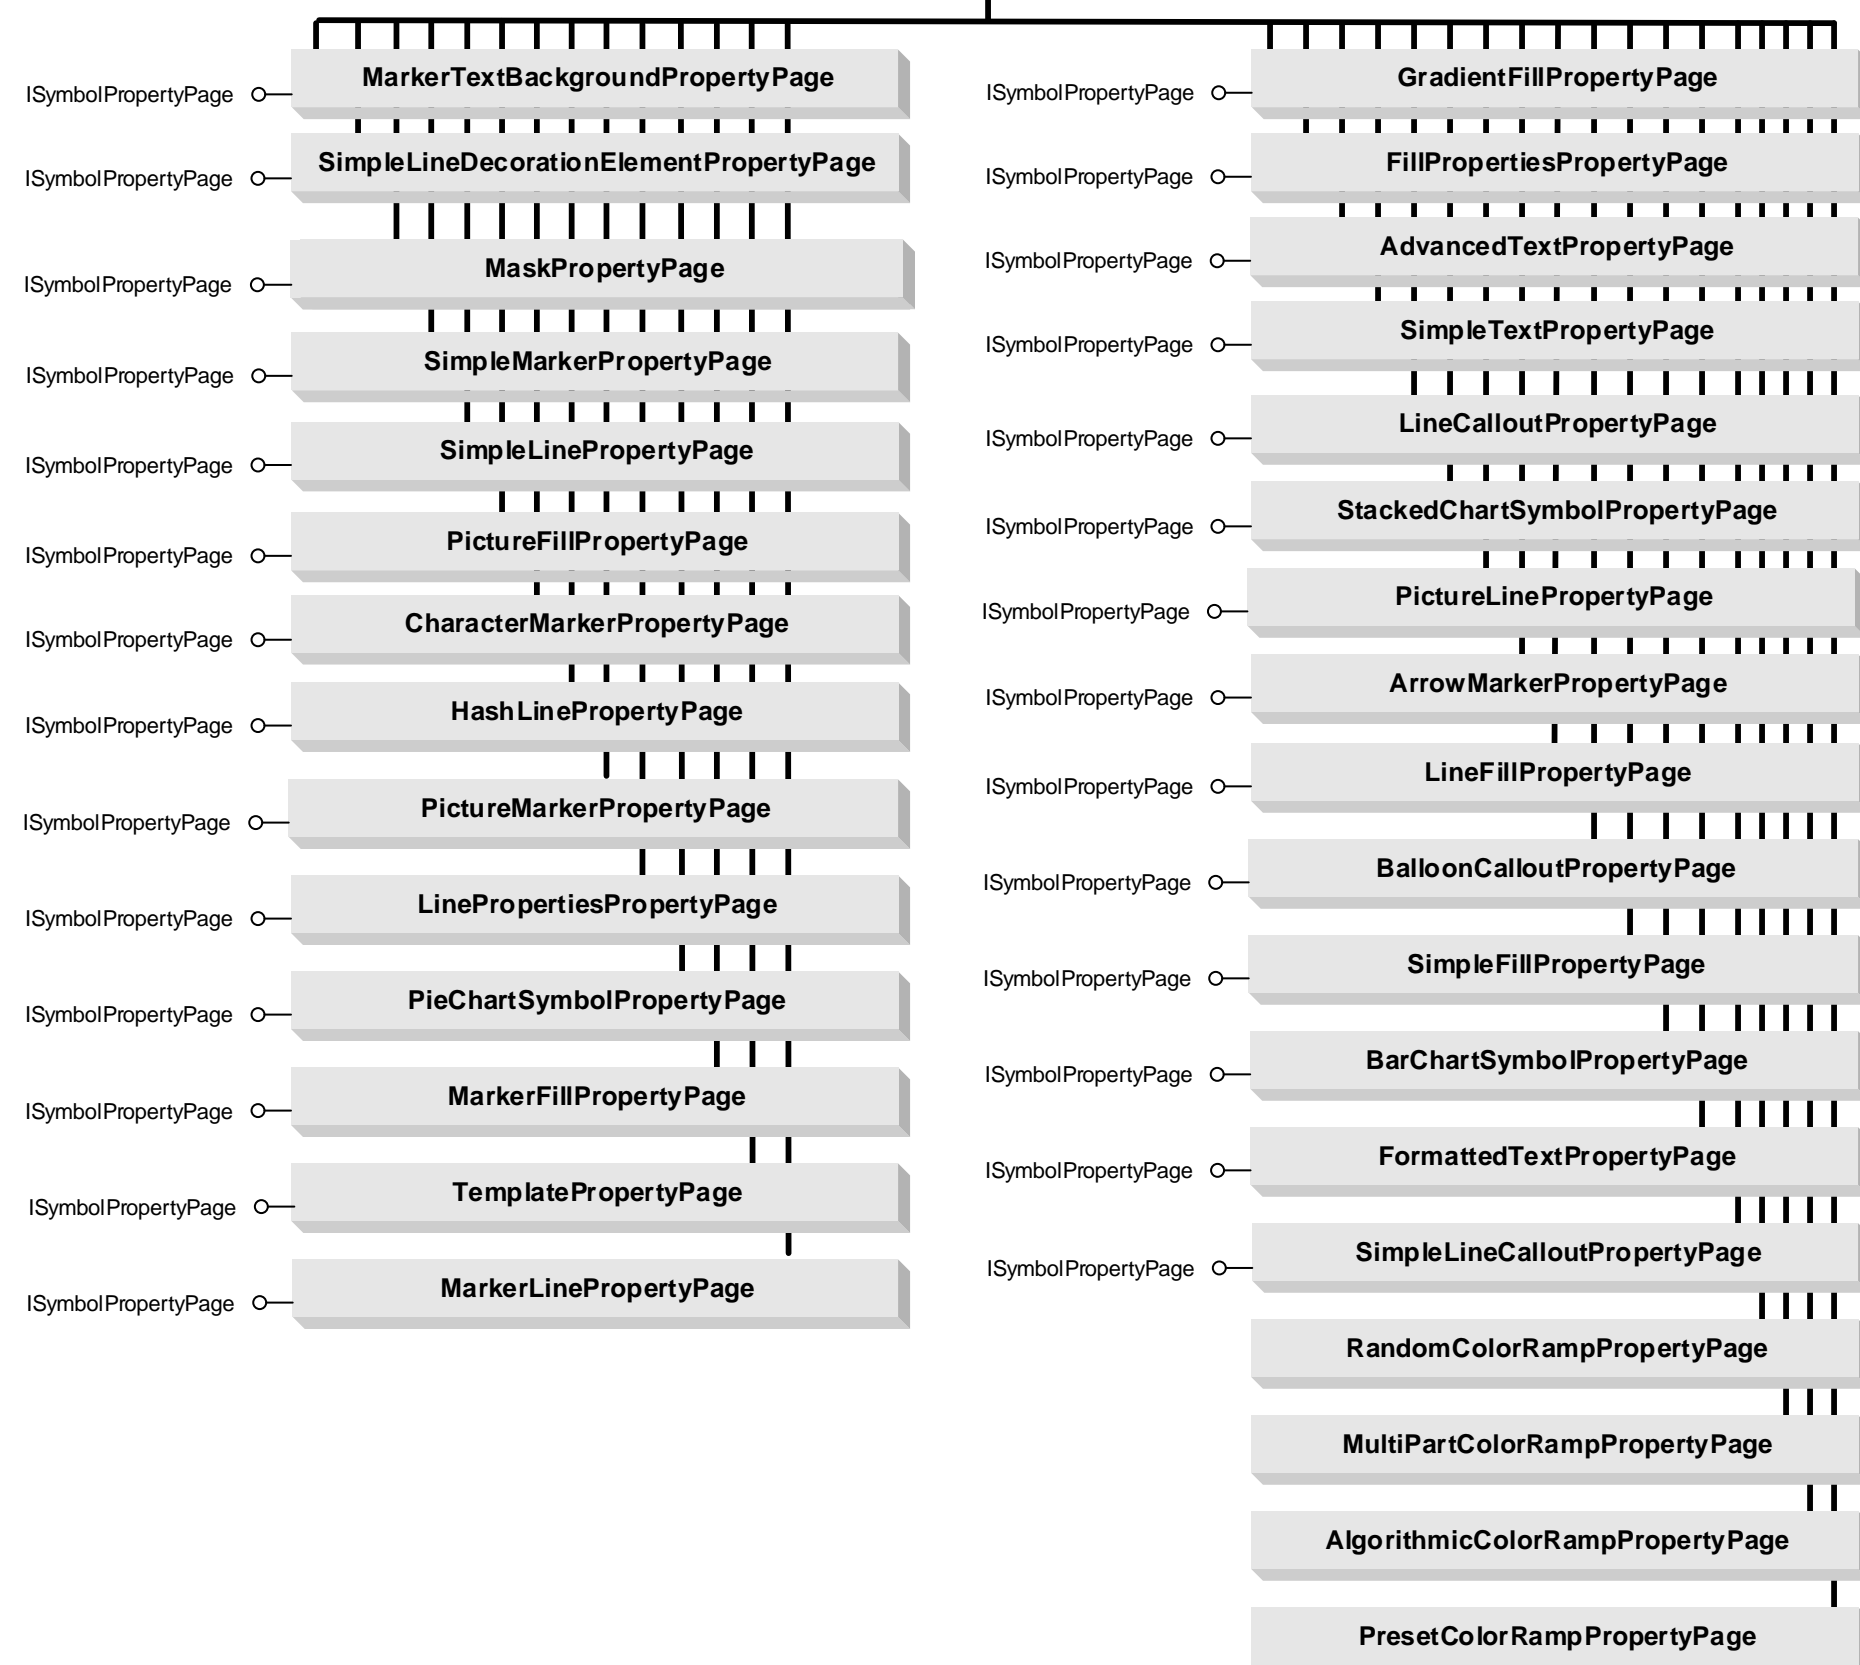 MarkerTextBackgroundPropertyPage
ISymbolPropertyPage
SimpleLineDecorationElementPropertyPage
ISymbolPropertyPage
MaskPropertyPage
ISymbolPropertyPage
SimpleMarkerPropertyPage
ISymbolPropertyPage
SimpleLinePropertyPage
ISymbolPropertyPage
PictureFillPropertyPage
ISymbolPropertyPage
CharacterMarkerPropertyPage
ISymbolPropertyPage
HashLinePropertyPage
ISymbolPropertyPage
PictureMarkerPropertyPage
ISymbolPropertyPage
LinePropertiesPropertyPage
ISymbolPropertyPage
PieChartSymbolPropertyPage
ISymbolPropertyPage
MarkerFillPropertyPage
ISymbolPropertyPage
TemplatePropertyPage
ISymbolPropertyPage
MarkerLinePropertyPage
ISymbolPropertyPage
GradientFillPropertyPage
ISymbolPropertyPage
FillPropertiesPropertyPage
ISymbolPropertyPage
AdvancedTextPropertyPage
ISymbolPropertyPage
SimpleTextPropertyPage
ISymbolPropertyPage
LineCalloutPropertyPage
ISymbolPropertyPage
StackedChartSymbolPropertyPage
ISymbolPropertyPage
PictureLinePropertyPage
ISymbolPropertyPage
ArrowMarkerPropertyPage
ISymbolPropertyPage
LineFillPropertyPage
ISymbolPropertyPage
BalloonCalloutPropertyPage
ISymbolPropertyPage
SimpleFillPropertyPage
ISymbolPropertyPage
BarChartSymbolPropertyPage
ISymbolPropertyPage
FormattedTextPropertyPage
ISymbolPropertyPage
SimpleLineCalloutPropertyPage
ISymbolPropertyPage
RandomColorRampPropertyPage
MultiPartColorRampPropertyPage
AlgorithmicColorRampPropertyPage
PresetColorRampPropertyPage